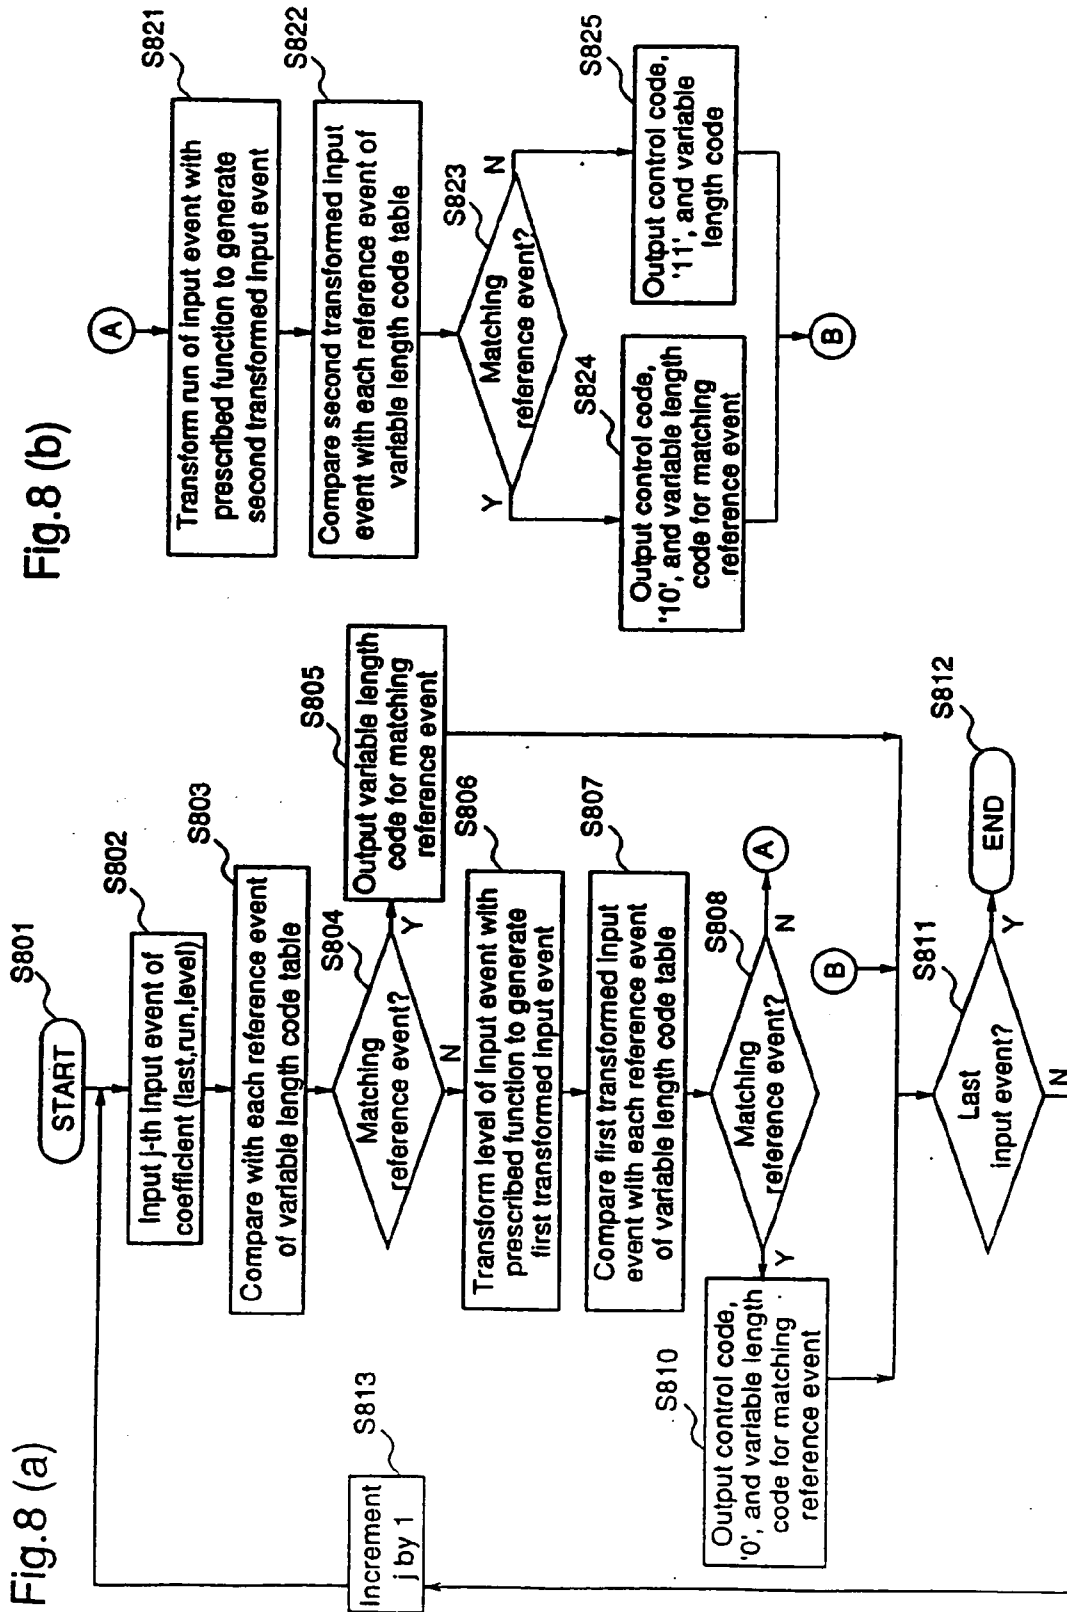 Fig.8 (a)
START
S801
Input j-th input event of
coefficient (last,run,level)
S802
Compare with each reference event
of variable length code table
S803
Matching
reference event?
S804
Y
N
Output variable length
code for matching
reference event
S805
Transform level of input event with
prescribed function to generate
first transformed input event
S806
Compare first transformed input
event with each reference event
of variable length code table
S807
Matching
reference event?
S808
Y
N
A
Output control code,
'0', and variable length
code for matching
reference event
S810
B
Last
input event?
S811
Y
N
END
S812
Increment
j by 1
S813
Fig.8 (b)
A
Transform run of input event with
prescribed function to generate
second transformed input event
S821
Compare second transformed input
event with each reference event of
variable length code table
S822
Matching
reference event?
S823
Y
N
Output control code,
'10', and variable length
code for matching
reference event
S824
Output control code,
'11', and variable
length code
S825
B